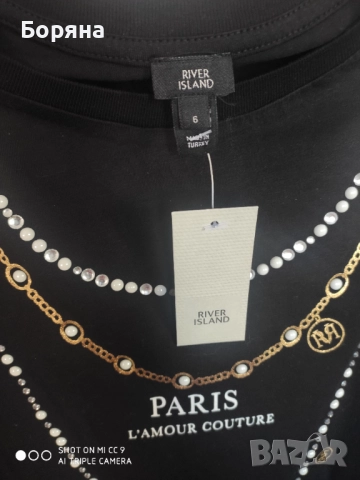 Боряна
RIVER
ISLAND
6
MADE IN
TURKEY
RIVER
ISLAND
PARIS
L'AMOUR COUTURE
SHOT ON MI CC 9
AI TRIPLE CAMERA
BAZAR